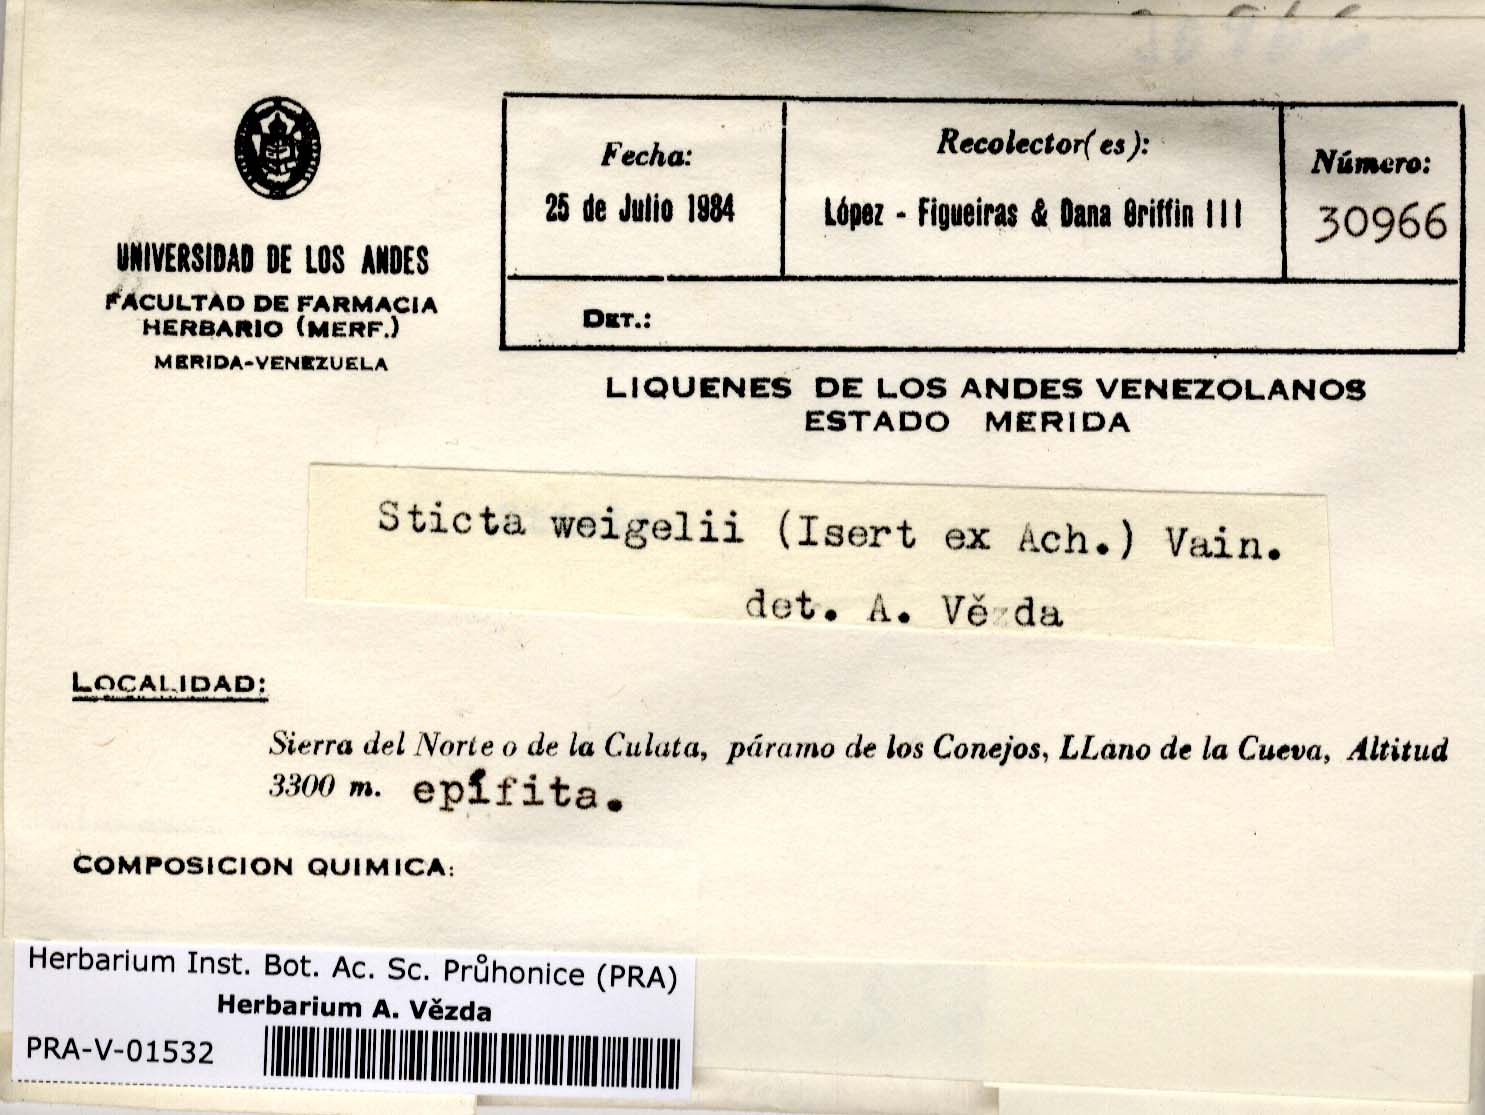 30966
Fecha:
25 de Julio 1984
Recolector(es):
López - Figueiras & Dana Griffin III
Número:
30966
DET.:
UNIVERSIDAD DE LOS ANDES
FACULTAD DE FARMACIA
HERBARIO (MERF.)
MERIDA-VENEZUELA
LIQUENES DE LOS ANDES VENEZOLANOS
ESTADO MERIDA
Sticta weigelii (Isert ex Ach.) Vain.
det. A. Vězda
LOCALIDAD:
Sierra del Norte o de la Culata, páramo de los Conejos, LLano de la Cueva, Altitud
3300 m. epífita.
COMPOSICION QUIMICA:
Herbarium Inst. Bot. Ac. Sc. Průhonice (PRA)
Herbarium A. Vězda
PRA-V-01532